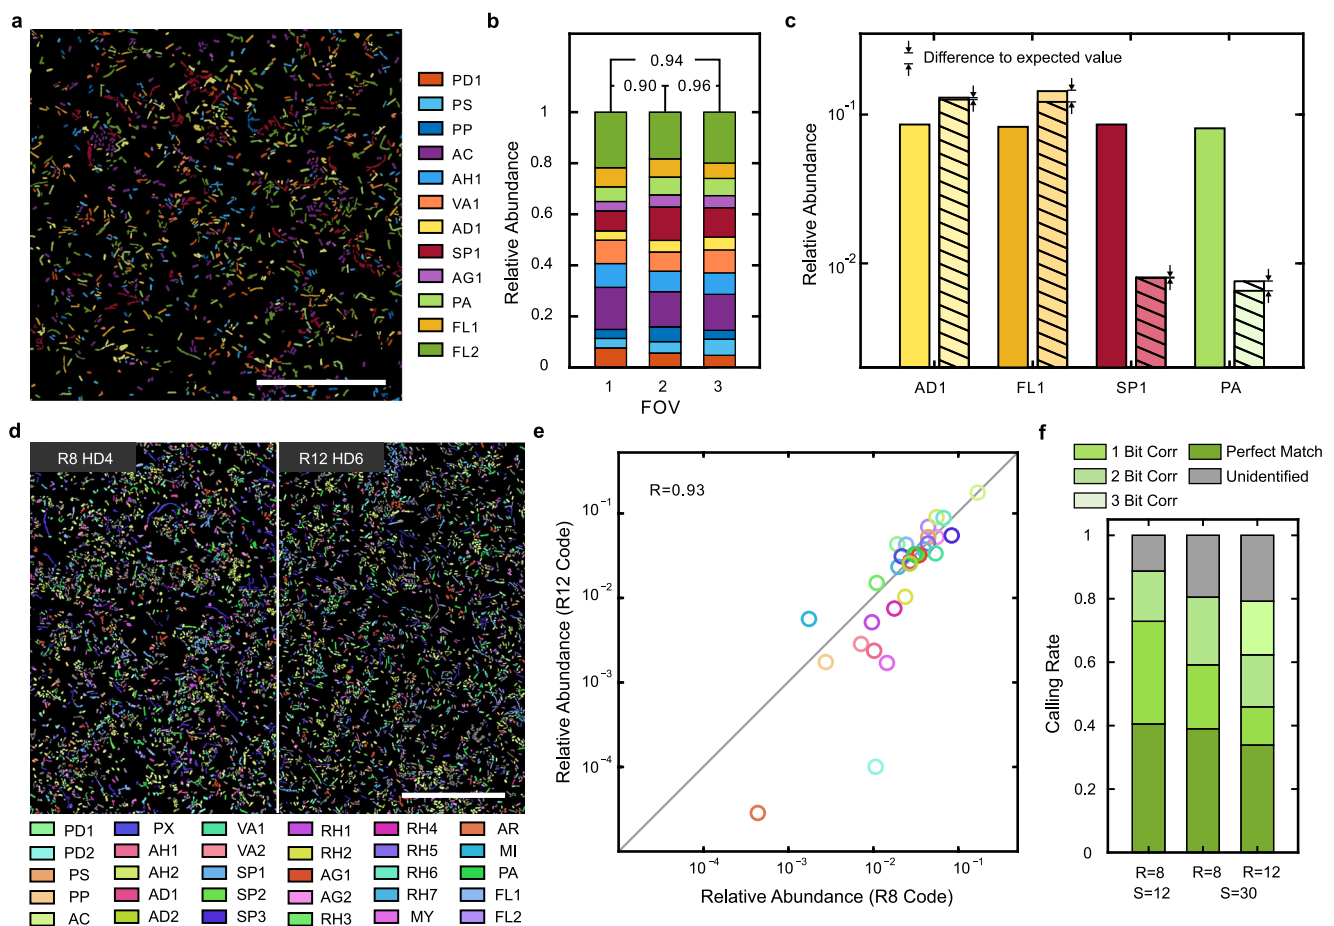 a
PD1
PS
PP
AC
AH1
VA1
AD1
SP1
AG1
PA
FL1
FL2
b
0.94
0.90 0.96
1
0.8
0.6
0.4
0.2
0
Relative Abundance
1 2 3
FOV
c
Difference to expected value
10⁻¹
10⁻²
Relative Abundance
AD1 FL1 SP1 PA
d
R8 HD4
R12 HD6
PD1 PX VA1 RH1 RH4 AR
PD2 AH1 VA2 RH2 RH5 MI
PS AH2 SP1 AG1 RH6 PA
PP AD1 SP2 AG2 RH7 FL1
AC AD2 SP3 RH3 MY FL2
e
R=0.93
10⁻¹
10⁻²
10⁻³
10⁻⁴
Relative Abundance (R12 Code)
10⁻⁴ 10⁻³ 10⁻² 10⁻¹
Relative Abundance (R8 Code)
f
1 Bit Corr Perfect Match
2 Bit Corr Unidentified
3 Bit Corr
1
0.8
0.6
0.4
0.2
0
Calling Rate
R=8 R=8 R=12
S=12 S=30